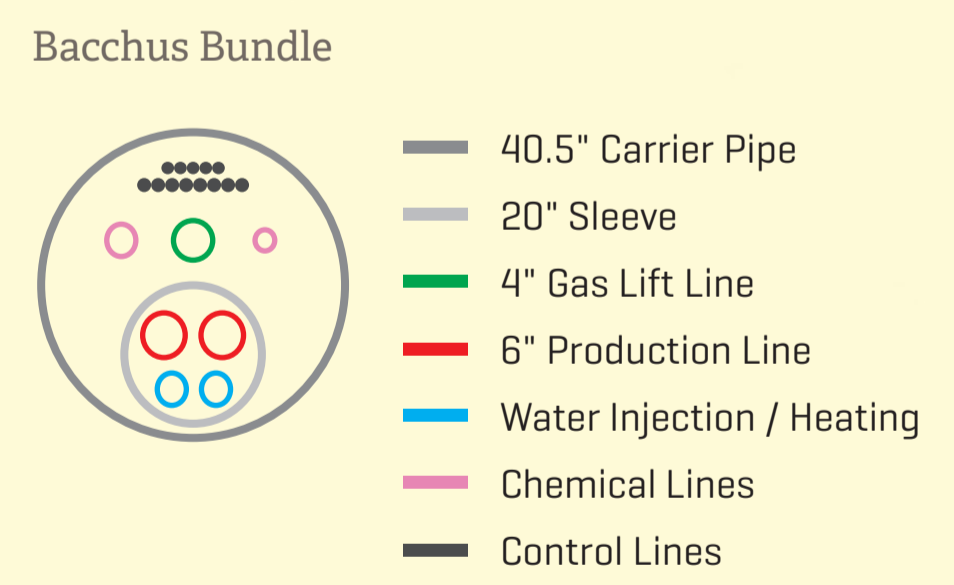 Bacchus Bundle
40.5" Carrier Pipe
20" Sleeve
4" Gas Lift Line
6" Production Line
Water Injection / Heating
Chemical Lines
Control Lines